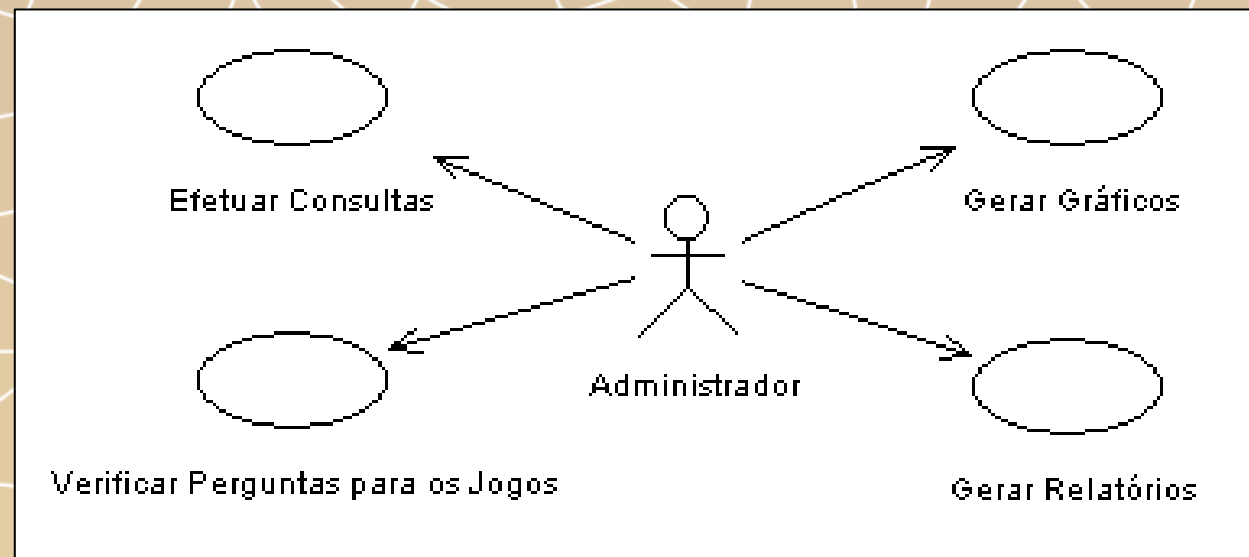 Efetuar Consultas
Gerar Gráficos
Administrador
Verificar Perguntas para os Jogos
Gerar Relatórios